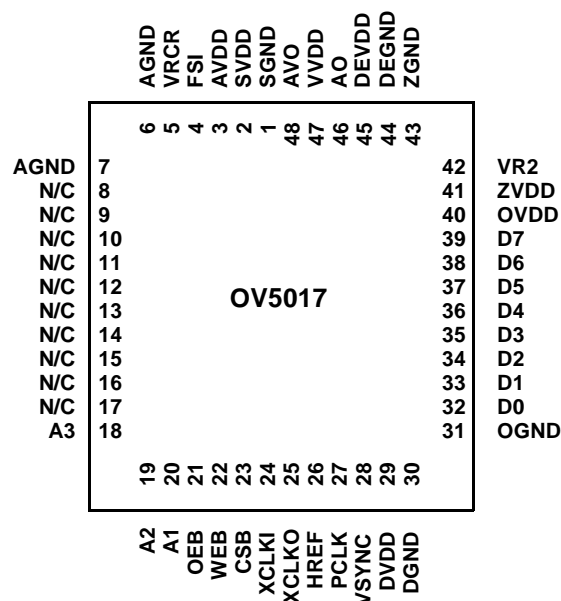 AGND VRCR FSI AVDD SVDD SGND AVO VVDD AO DEVDD DEGND ZGND
6 5 4 3 2 1 48 47 46 45 44 43
AGND 7 42 VR2
N/C 8 41 ZVDD
N/C 9 40 OVDD
N/C 10 39 D7
N/C 11 38 D6
N/C 12 37 D5
OV5017
N/C 13 36 D4
N/C 14 35 D3
N/C 15 34 D2
N/C 16 33 D1
N/C 17 32 D0
A3 18 31 OGND
19 20 21 22 23 24 25 26 27 28 29 30
A2 A1 OEB WEB CSB XCLKI XCLKO HREF PCLK VSYNC DVDD DGND